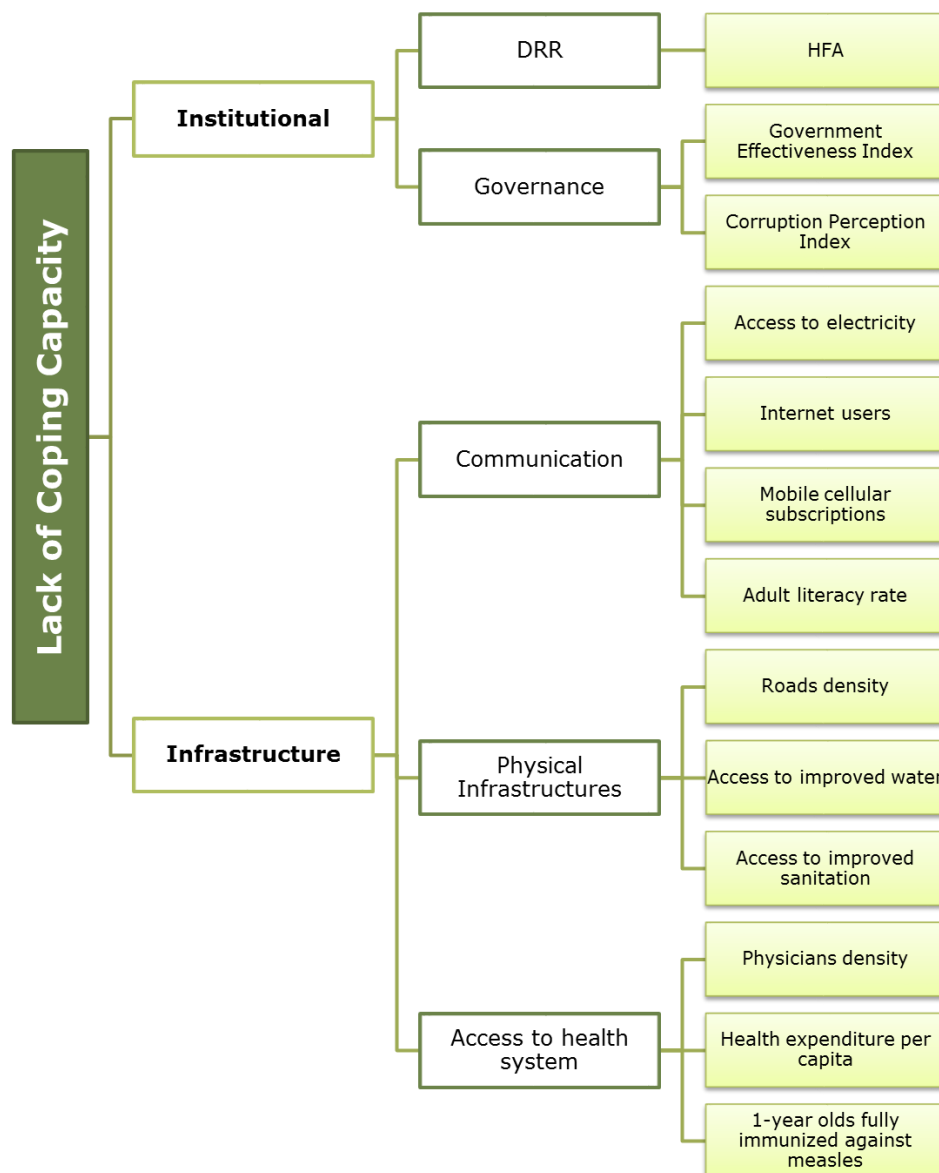 Lack of Coping Capacity
Institutional
DRR
HFA
Governance
Government
Effectiveness Index
Corruption Perception
Index
Infrastructure
Communication
Access to electricity
Internet users
Mobile cellular
subscriptions
Adult literacy rate
Physical
Infrastructures
Roads density
Access to improved water
Access to improved
sanitation
Access to health
system
Physicians density
Health expenditure per
capita
1-year olds fully
immunized against
measles